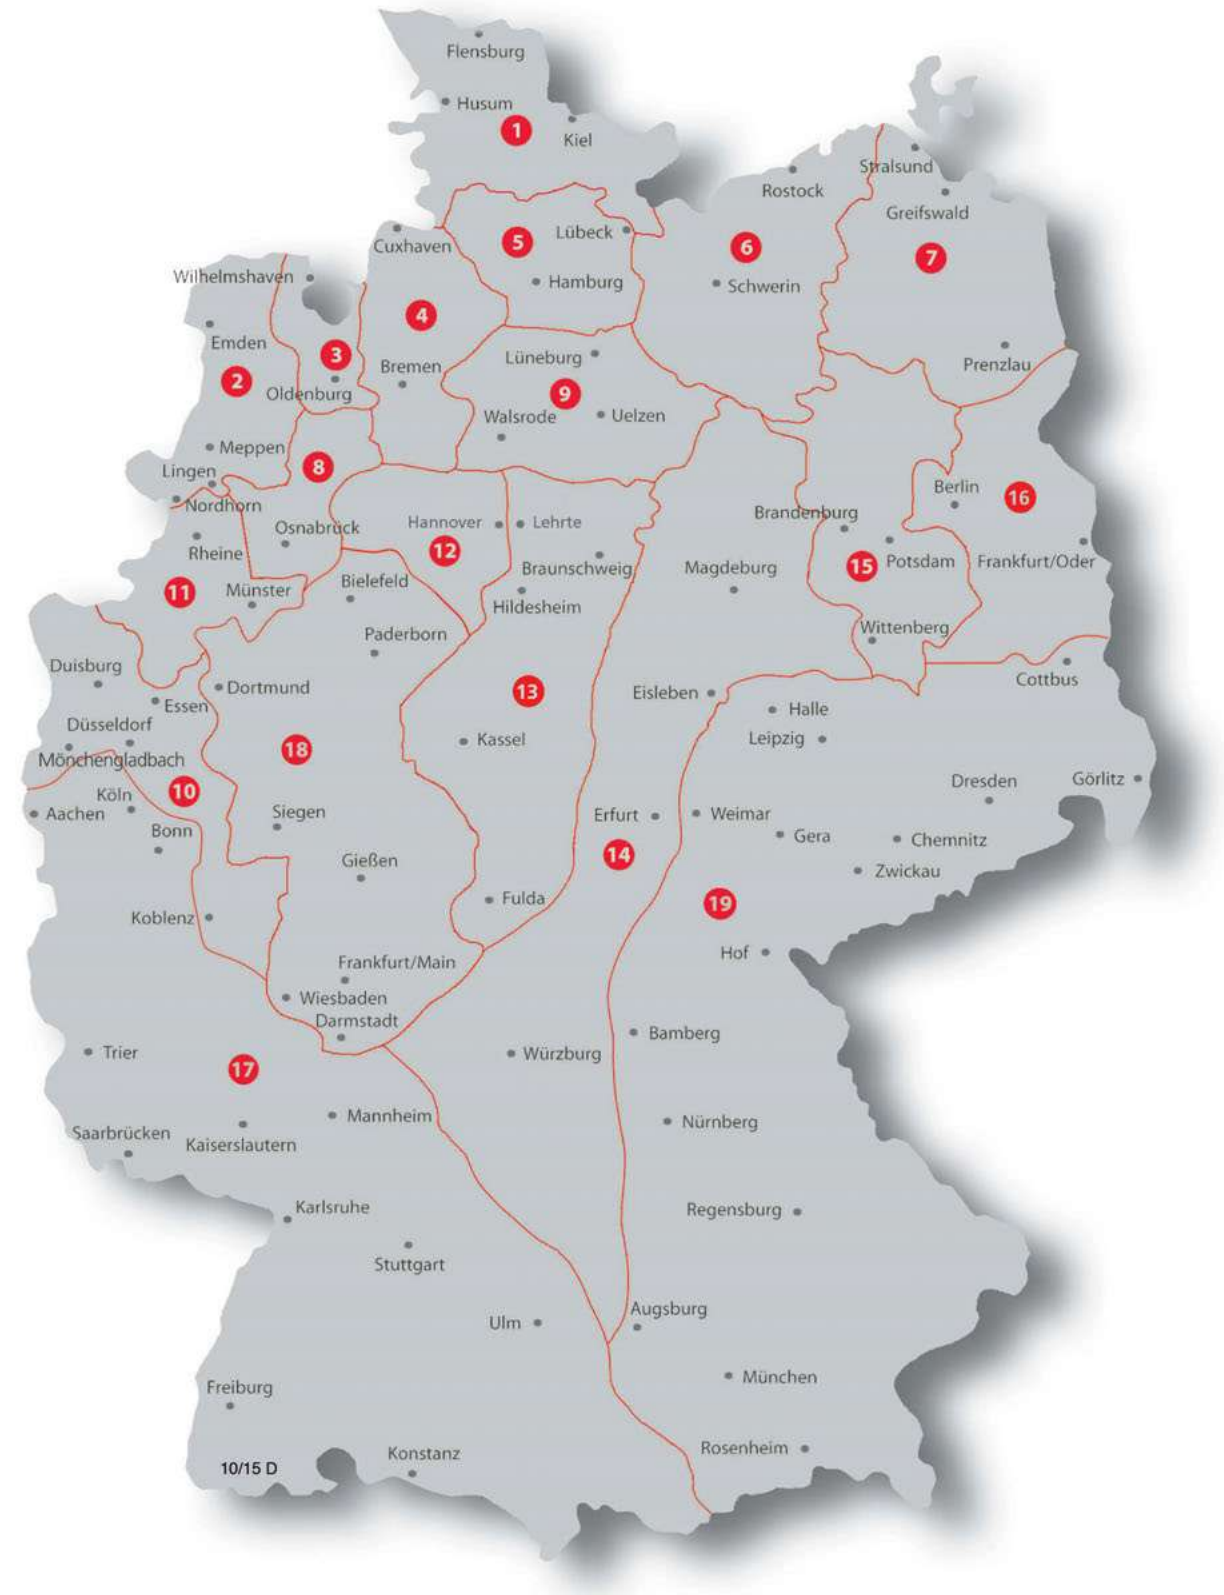 Flensburg
Husum
1
Kiel
Stralsund
Rostock
Greifswald
Cuxhaven
5
Lübeck
6
7
Wilhelmshaven
Hamburg
Schwerin
4
Emden
3
Lüneburg
Bremen
Prenzlau
2
Oldenburg
9
Walsrode
Uelzen
Meppen
8
Lingen
Berlin
16
Nordhorn
Osnabrück
Hannover
Lehrte
Brandenburg
Rheine
12
Braunschweig
Magdeburg
15
Potsdam
Frankfurt/Oder
Bielefeld
11
Münster
Hildesheim
Paderborn
Wittenberg
Duisburg
Cottbus
Dortmund
13
Eisleben
Essen
Halle
Düsseldorf
Kassel
Leipzig
18
Mönchengladbach
Dresden
Görlitz
10
Köln
Aachen
Siegen
Erfurt
Weimar
Bonn
Gera
Chemnitz
14
Gießen
Zwickau
Fulda
19
Koblenz
Hof
Frankfurt/Main
Wiesbaden
Darmstadt
Bamberg
Trier
Würzburg
17
Mannheim
Nürnberg
Saarbrücken
Kaiserslautern
Karlsruhe
Regensburg
Stuttgart
Augsburg
Ulm
München
Freiburg
Rosenheim
Konstanz
10/15 D